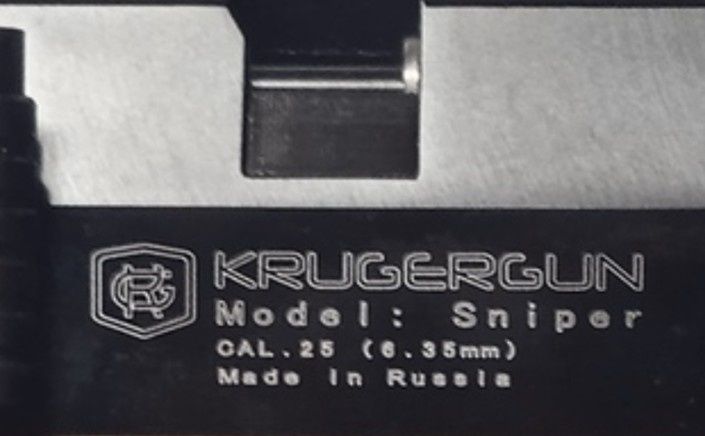 KRUGERGUN
Model: Sniper
CAL.25 (6.35mm)
Made in Russia